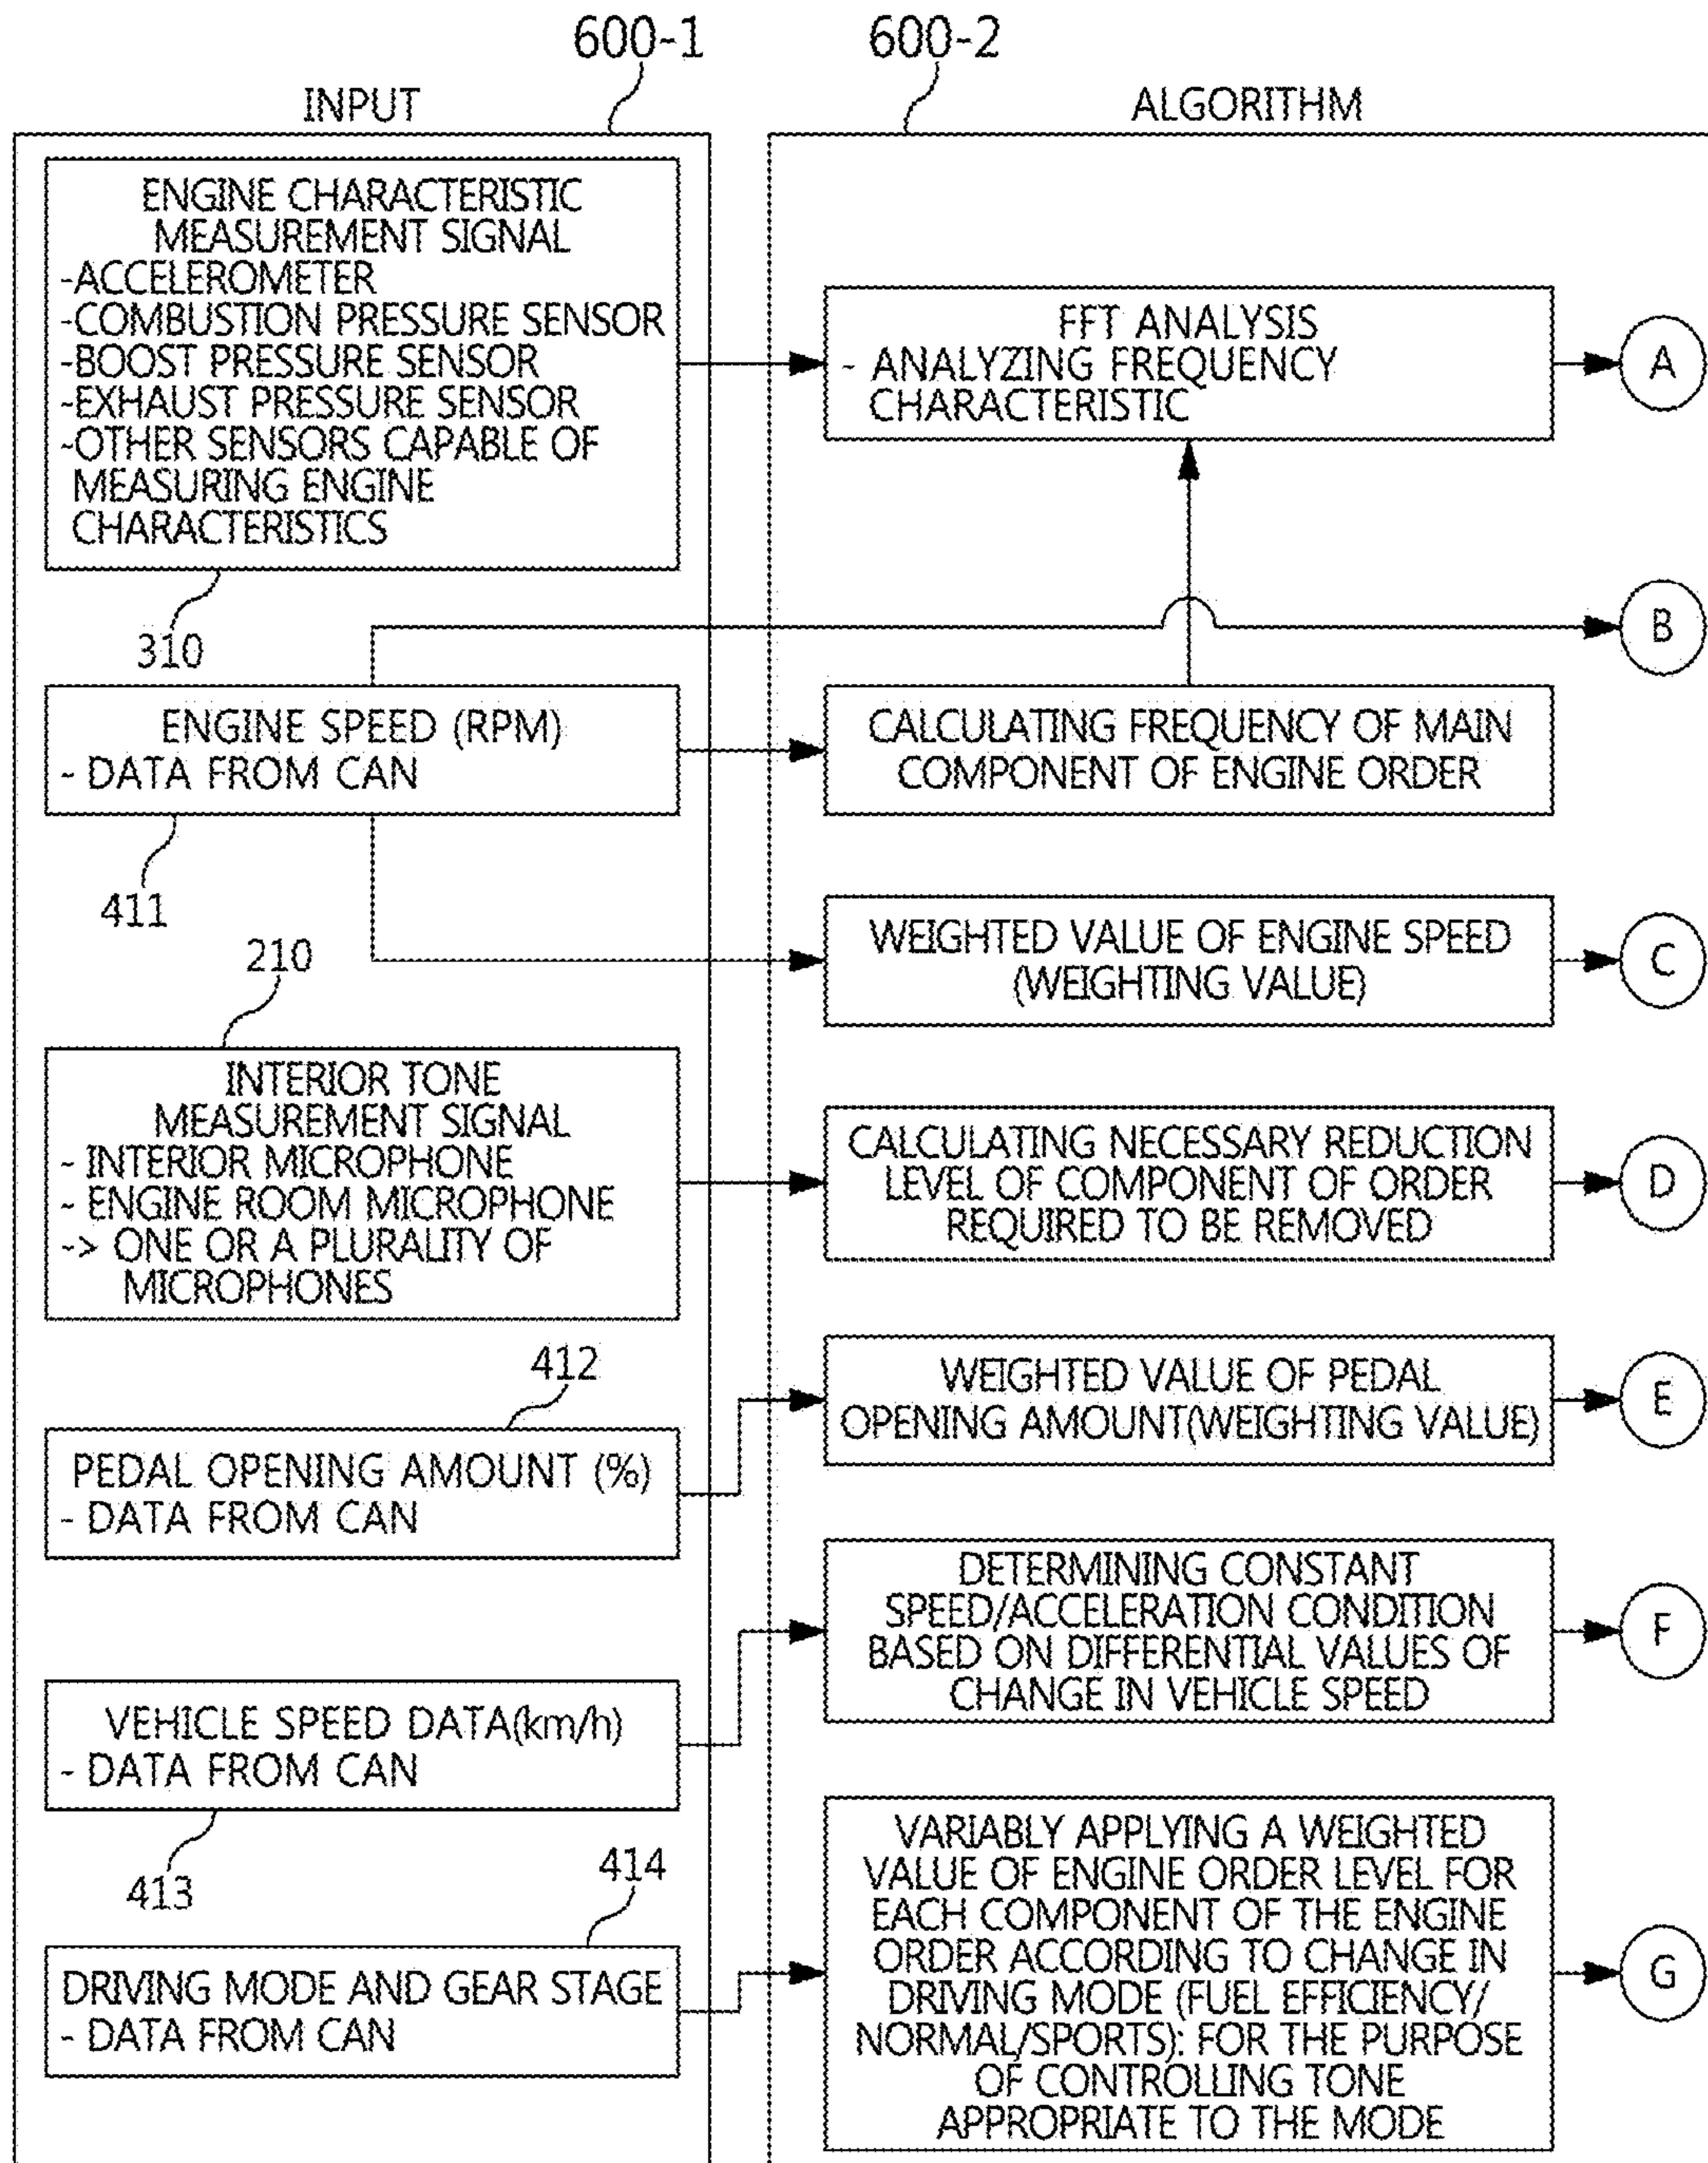 600-1
600-2
INPUT
ALGORITHM
ENGINE CHARACTERISTIC
MEASUREMENT SIGNAL
-ACCELEROMETER
-COMBUSTION PRESSURE SENSOR
-BOOST PRESSURE SENSOR
-EXHAUST PRESSURE SENSOR
-OTHER SENSORS CAPABLE OF
MEASURING ENGINE
CHARACTERISTICS
310
FFT ANALYSIS
- ANALYZING FREQUENCY
CHARACTERISTIC
A
B
ENGINE SPEED (RPM)
- DATA FROM CAN
411
CALCULATING FREQUENCY OF MAIN
COMPONENT OF ENGINE ORDER
WEIGHTED VALUE OF ENGINE SPEED
(WEIGHTING VALUE)
C
210
INTERIOR TONE
MEASUREMENT SIGNAL
- INTERIOR MICROPHONE
- ENGINE ROOM MICROPHONE
-> ONE OR A PLURALITY OF
MICROPHONES
CALCULATING NECESSARY REDUCTION
LEVEL OF COMPONENT OF ORDER
REQUIRED TO BE REMOVED
D
412
PEDAL OPENING AMOUNT (%)
- DATA FROM CAN
WEIGHTED VALUE OF PEDAL
OPENING AMOUNT(WEIGHTING VALUE)
E
VEHICLE SPEED DATA(km/h)
- DATA FROM CAN
413
DETERMINING CONSTANT
SPEED/ACCELERATION CONDITION
BASED ON DIFFERENTIAL VALUES OF
CHANGE IN VEHICLE SPEED
F
414
DRIVING MODE AND GEAR STAGE
- DATA FROM CAN
VARIABLY APPLYING A WEIGHTED
VALUE OF ENGINE ORDER LEVEL FOR
EACH COMPONENT OF THE ENGINE
ORDER ACCORDING TO CHANGE IN
DRIVING MODE (FUEL EFFICIENCY/
NORMAL/SPORTS): FOR THE PURPOSE
OF CONTROLLING TONE
APPROPRIATE TO THE MODE
G